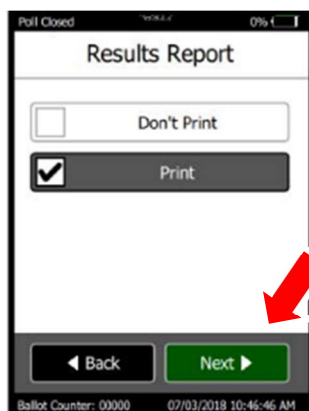 Poll Closed 0%
Results Report
Don't Print
Print
◀ Back Next ▶
Ballot Counter: 00000 07/03/2018 10:46:46 AM